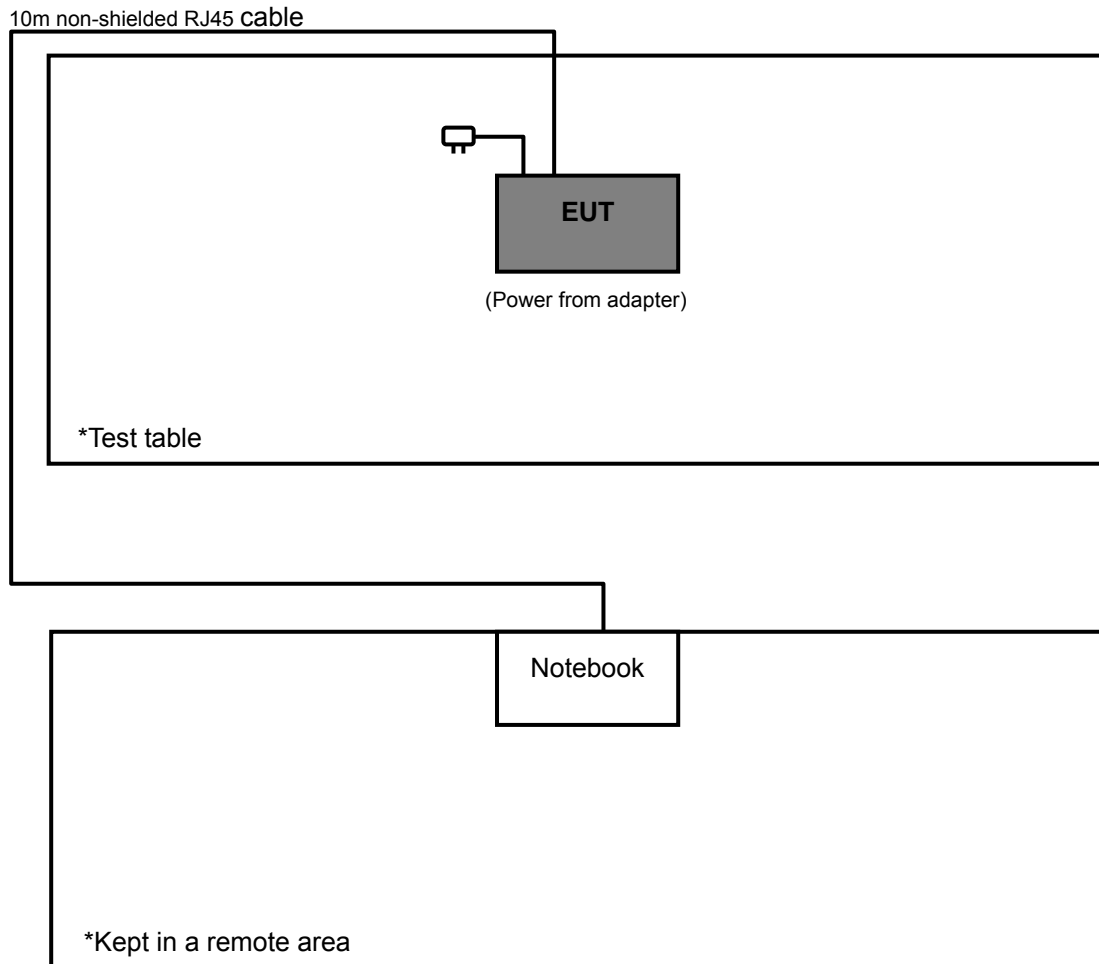 10m non-shielded RJ45 cable
EUT
(Power from adapter)
*Test table
Notebook
*Kept in a remote area